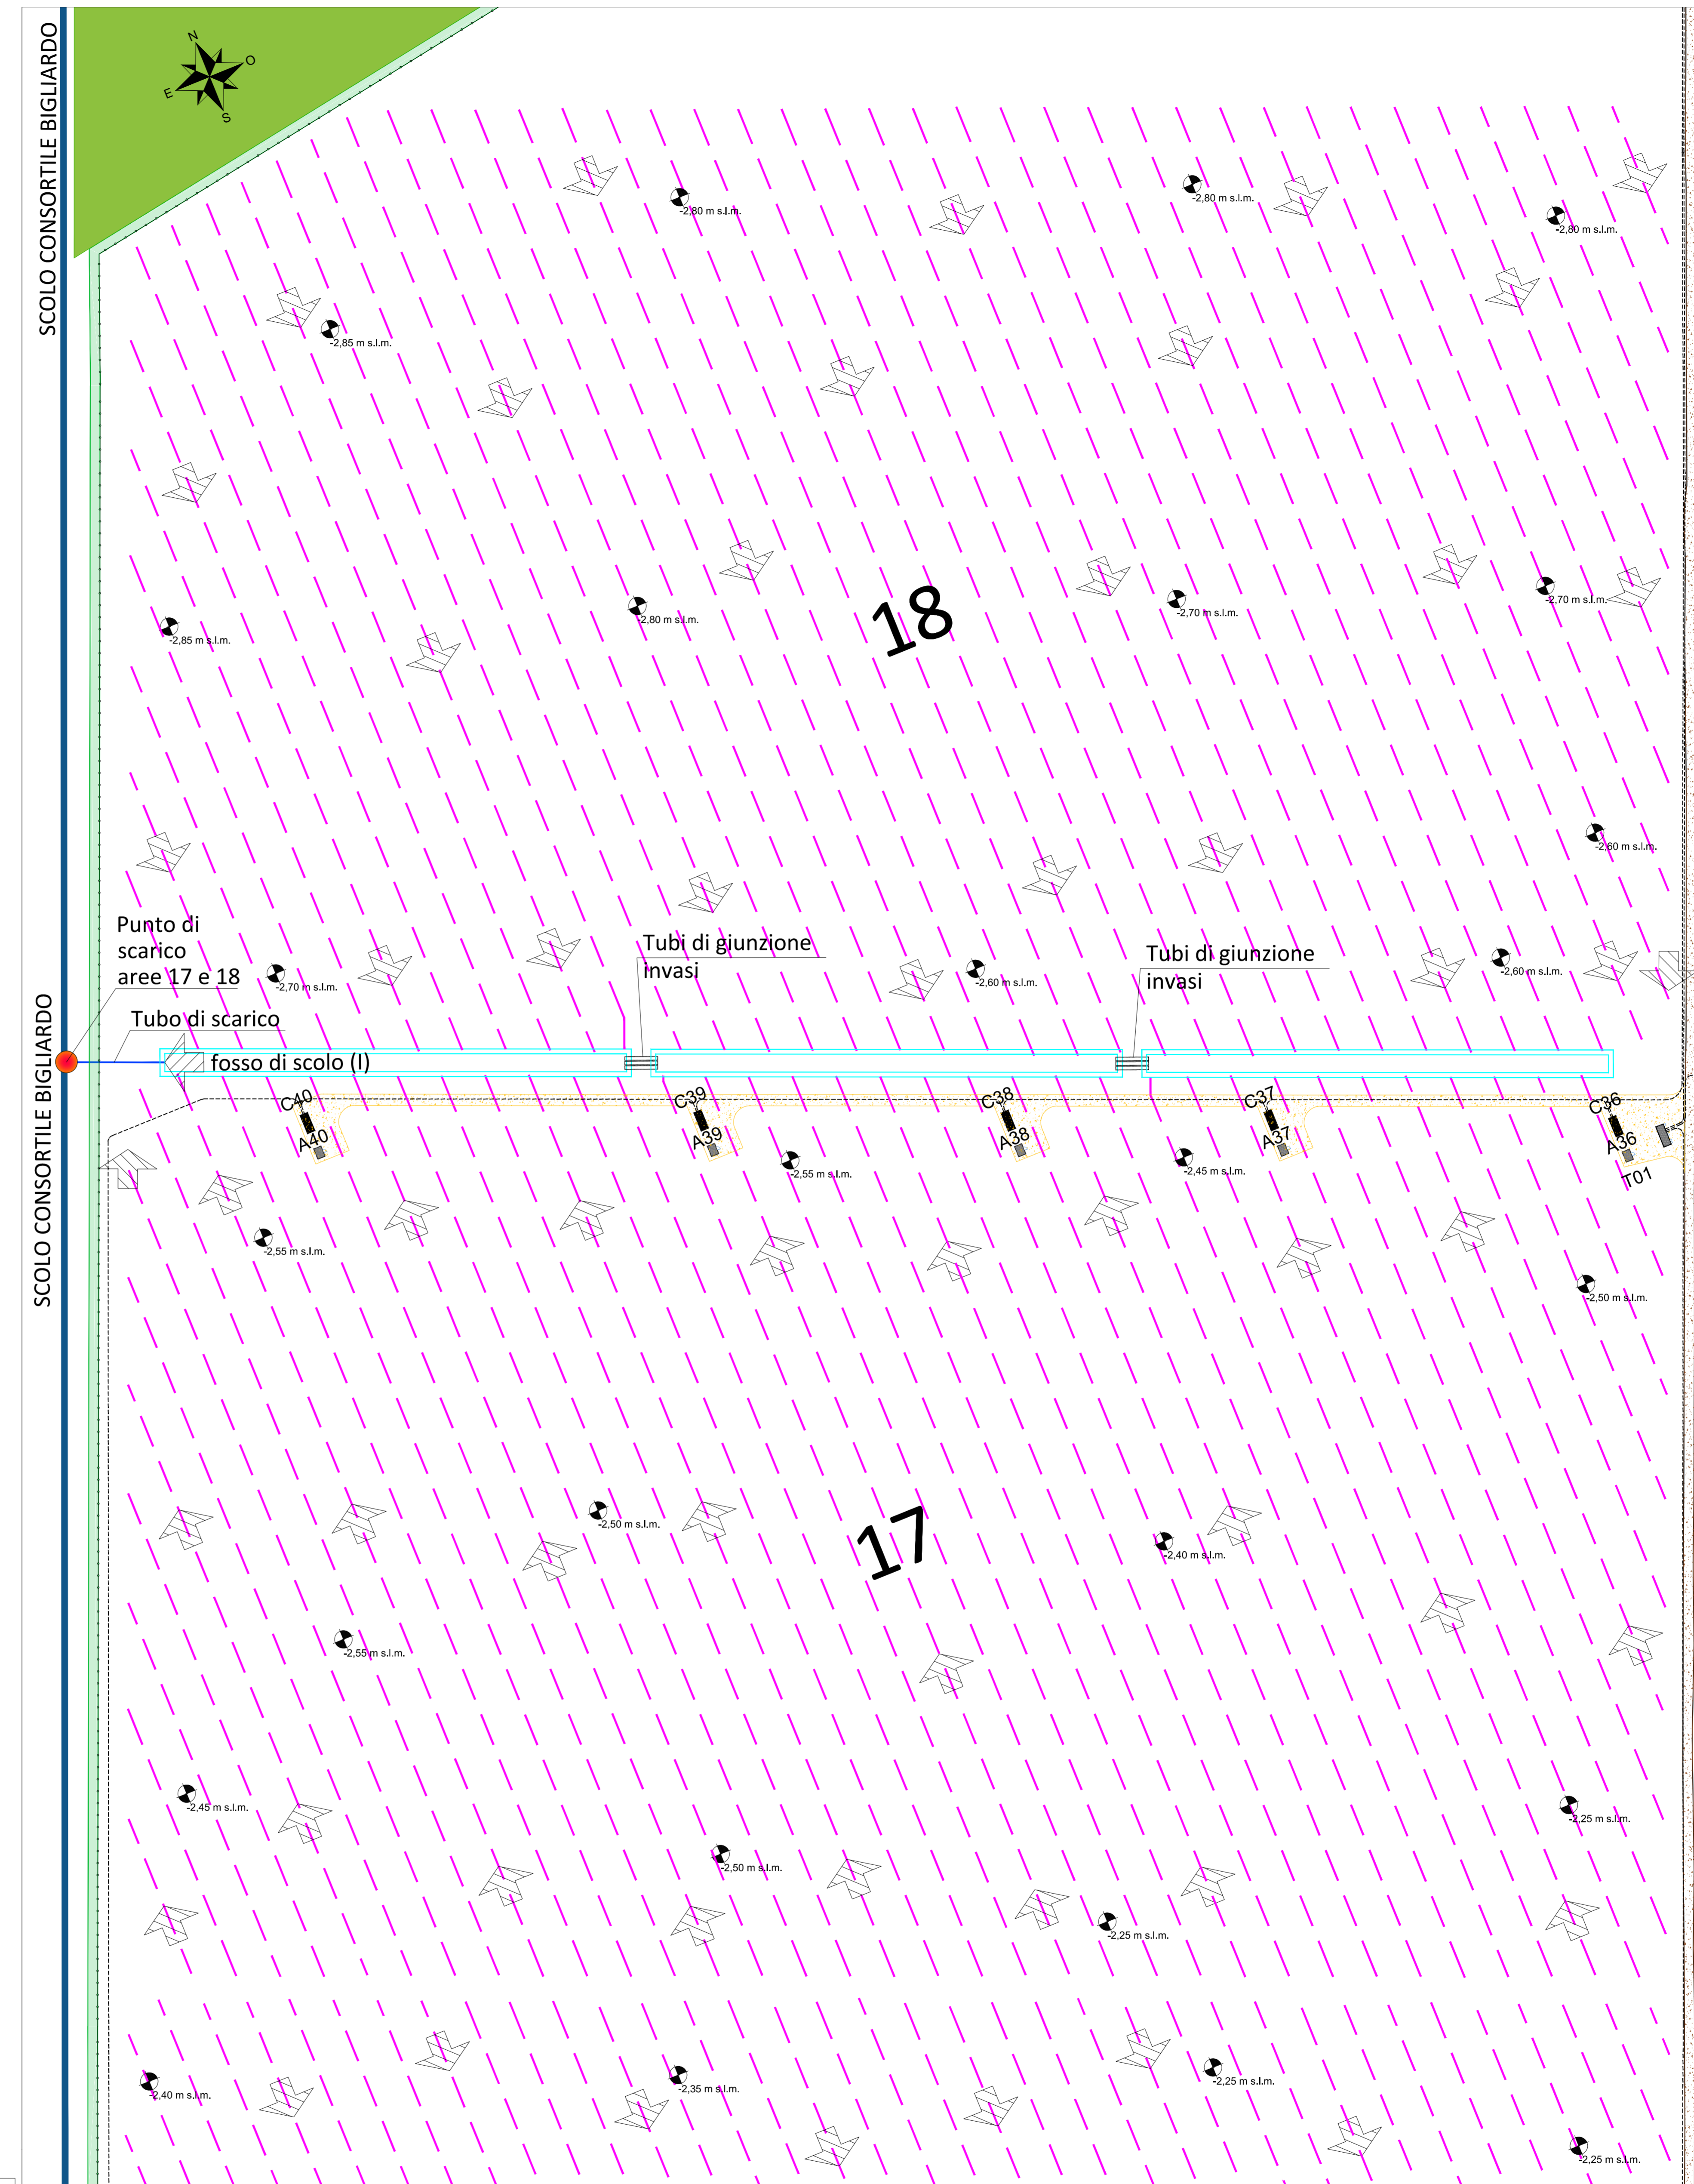 SCOLO CONSORTILE BIGLIARDO
N
O
E
S
-2,80 m s.l.m.
-2,80 m s.l.m.
-2,80 m s.l.m.
-2,85 m s.l.m.
-2,85 m s.l.m.
-2,80 m s.l.m.
18
-2,70 m s.l.m.
-2,70 m s.l.m.
-2,60 m s.l.m.
Punto di
scarico
aree 17 e 18
Tubo di scarico
-2,70 m s.l.m.
Tubi di giunzione
invasi
-2,60 m s.l.m.
Tubi di giunzione
invasi
-2,60 m s.l.m.
SCOLO CONSORTILE BIGLIARDO
fosso di scolo (I)
C40
A40
C39
A39
C38
A38
C37
A37
C36
A36
T01
-2,55 m s.l.m.
-2,45 m s.l.m.
-2,55 m s.l.m.
-2,50 m s.l.m.
-2,50 m s.l.m.
17
-2,40 m s.l.m.
-2,55 m s.l.m.
-2,45 m s.l.m.
-2,25 m s.l.m.
-2,50 m s.l.m.
-2,25 m s.l.m.
-2,40 m s.l.m.
-2,35 m s.l.m.
-2,25 m s.l.m.
-2,25 m s.l.m.